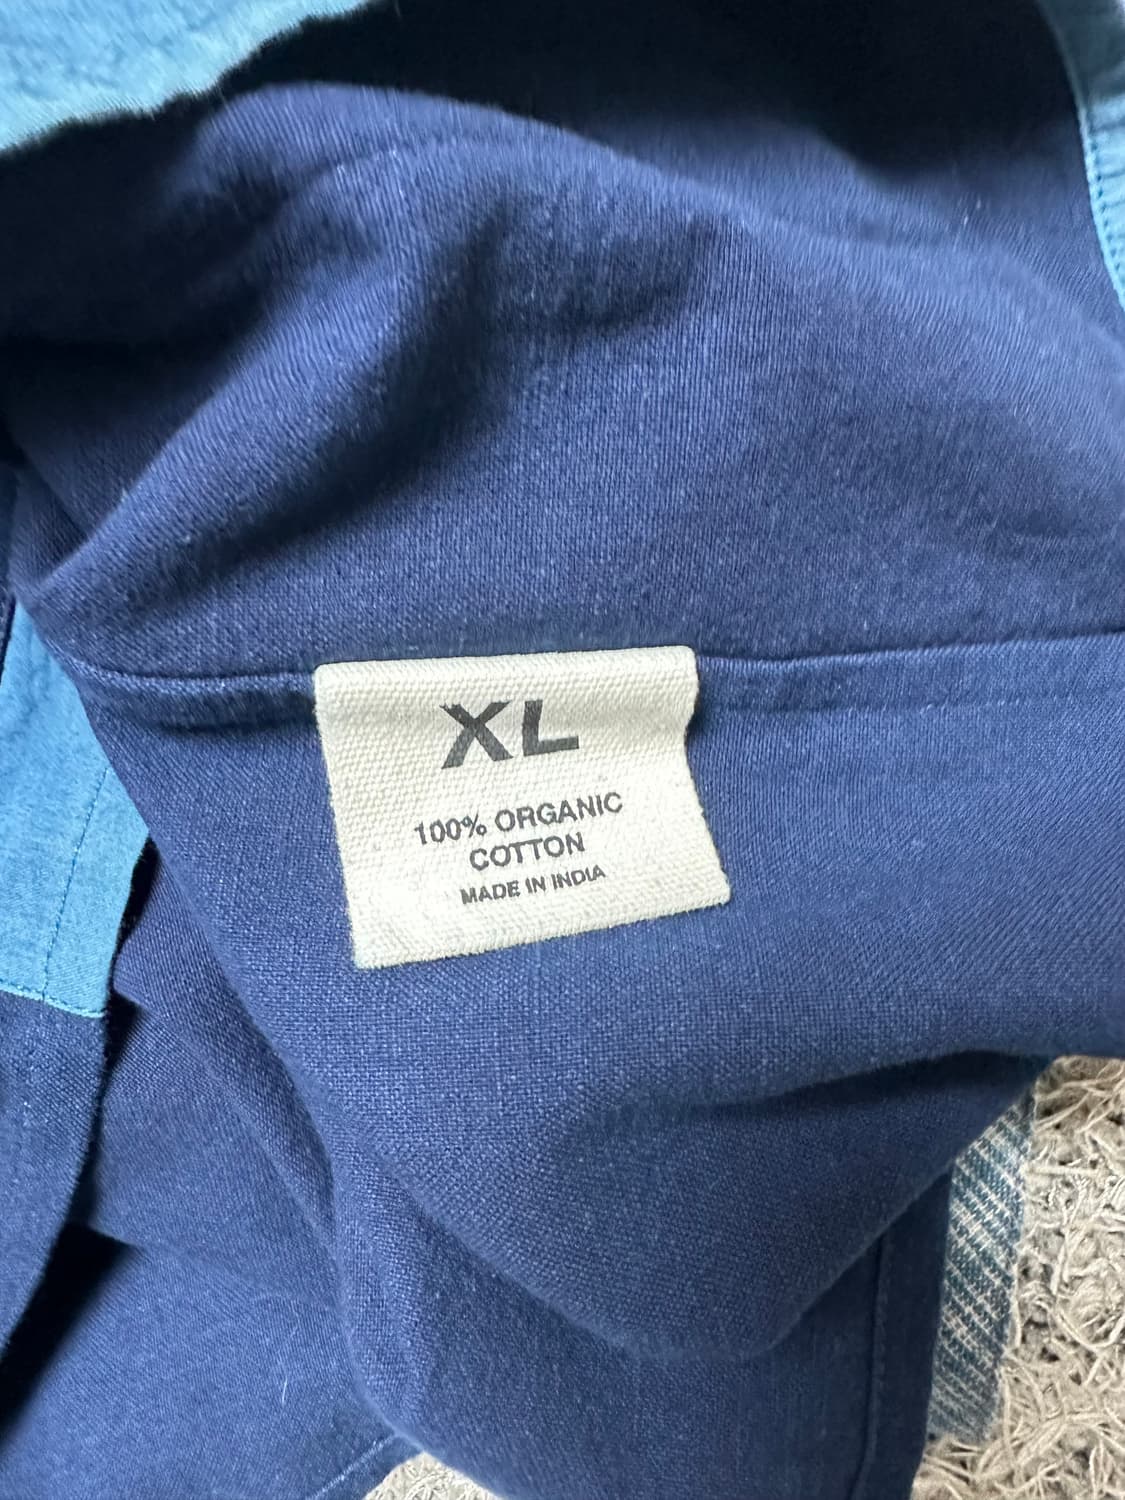 XL
100% ORGANIC
COTTON
MADE IN INDIA